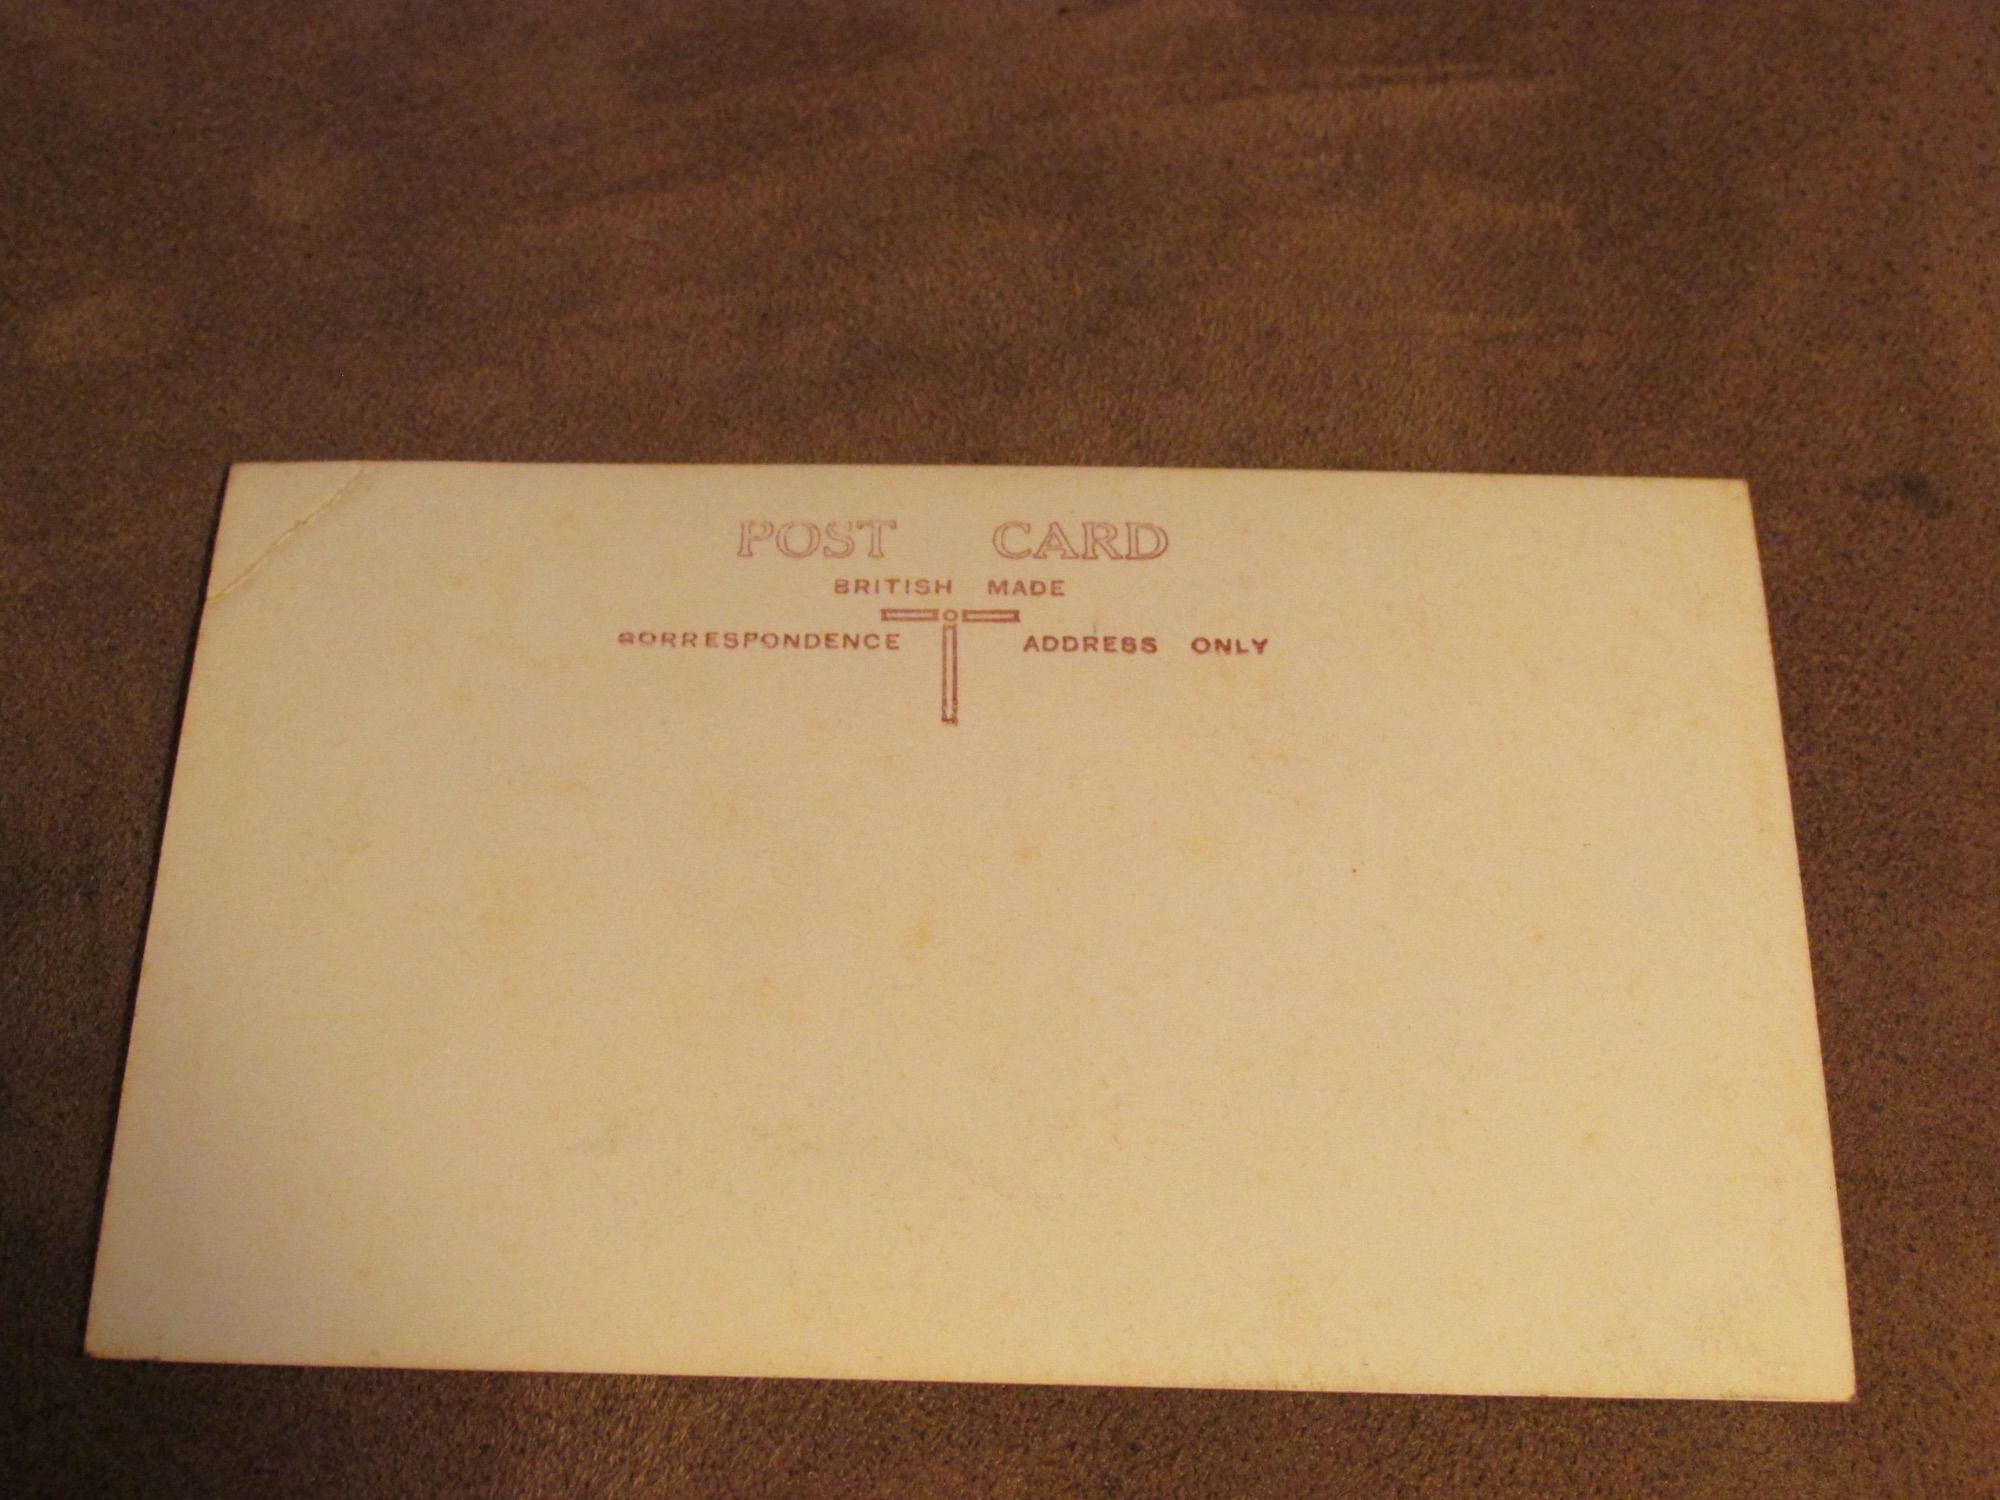 POST CARD
BRITISH MADE
CORRESPONDENCE ADDRESS ONLY